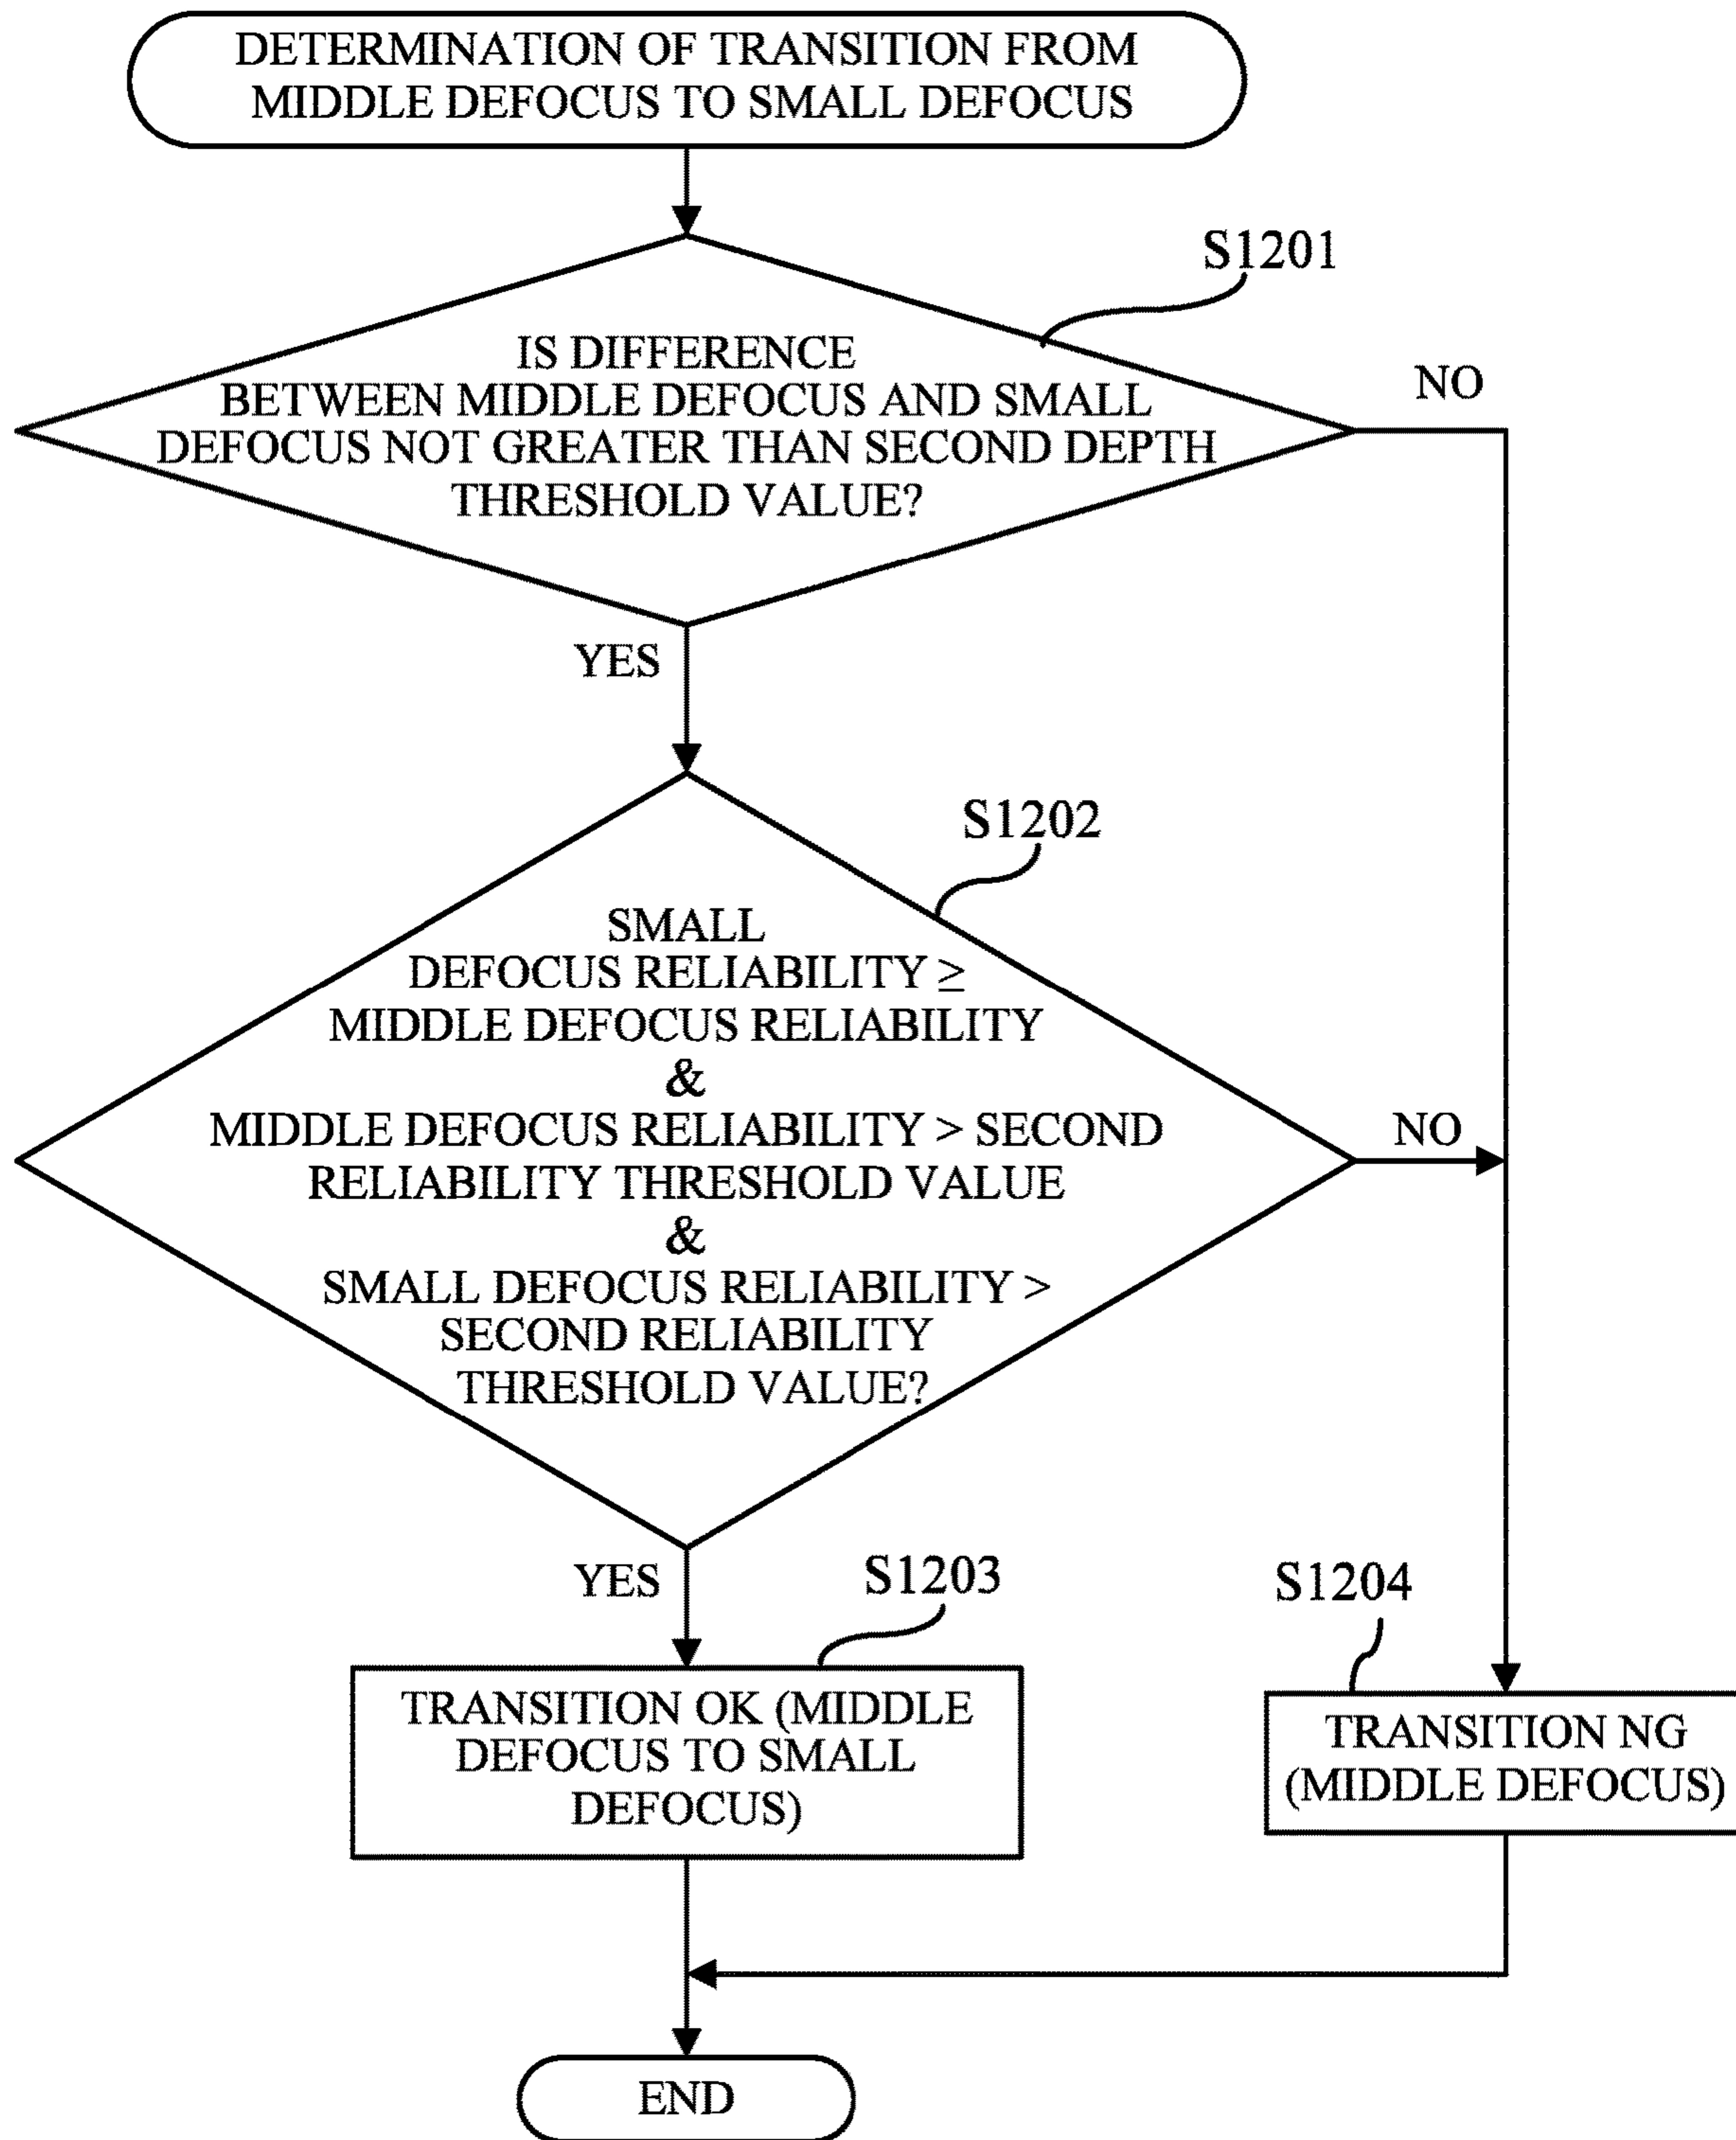 DETERMINATION OF TRANSITION FROM
MIDDLE DEFOCUS TO SMALL DEFOCUS
S1201
IS DIFFERENCE
BETWEEN MIDDLE DEFOCUS AND SMALL
DEFOCUS NOT GREATER THAN SECOND DEPTH
THRESHOLD VALUE?
NO
YES
S1202
SMALL
DEFOCUS RELIABILITY ≥
MIDDLE DEFOCUS RELIABILITY
&
MIDDLE DEFOCUS RELIABILITY > SECOND
RELIABILITY THRESHOLD VALUE
&
SMALL DEFOCUS RELIABILITY >
SECOND RELIABILITY
THRESHOLD VALUE?
NO
YES
S1203
TRANSITION OK (MIDDLE
DEFOCUS TO SMALL
DEFOCUS)
S1204
TRANSITION NG
(MIDDLE DEFOCUS)
END